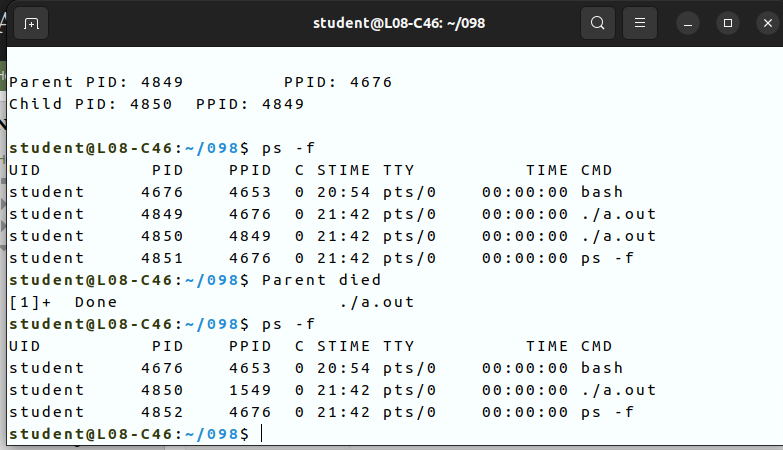 student@L08-C46: ~/098
Parent PID: 4849 PPID: 4676
Child PID: 4850 PPID: 4849
student@L08-C46:~/098$ ps -f
UID PID PPID C STIME TTY TIME CMD
student 4676 4653 0 20:54 pts/0 00:00:00 bash
student 4849 4676 0 21:42 pts/0 00:00:00 ./a.out
student 4850 4849 0 21:42 pts/0 00:00:00 ./a.out
student 4851 4676 0 21:42 pts/0 00:00:00 ps -f
student@L08-C46:~/098$ Parent died
[1]+ Done ./a.out
student@L08-C46:~/098$ ps -f
UID PID PPID C STIME TTY TIME CMD
student 4676 4653 0 20:54 pts/0 00:00:00 bash
student 4850 1549 0 21:42 pts/0 00:00:00 ./a.out
student 4852 4676 0 21:42 pts/0 00:00:00 ps -f
student@L08-C46:~/098$